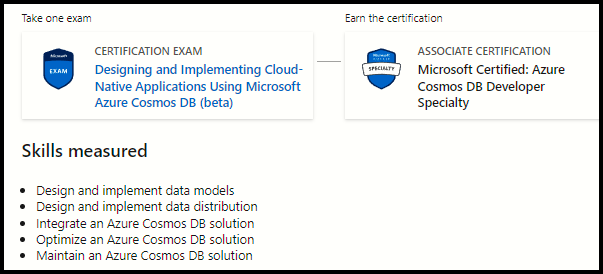 Take one exam
Earn the certification
CERTIFICATION EXAM
Designing and Implementing Cloud-
Native Applications Using Microsoft
Azure Cosmos DB (beta)
EXAM
ASSOCIATE CERTIFICATION
Microsoft Certified: Azure
Cosmos DB Developer
Specialty
SPECIALTY
Skills measured
• Design and implement data models
• Design and implement data distribution
• Integrate an Azure Cosmos DB solution
• Optimize an Azure Cosmos DB solution
• Maintain an Azure Cosmos DB solution